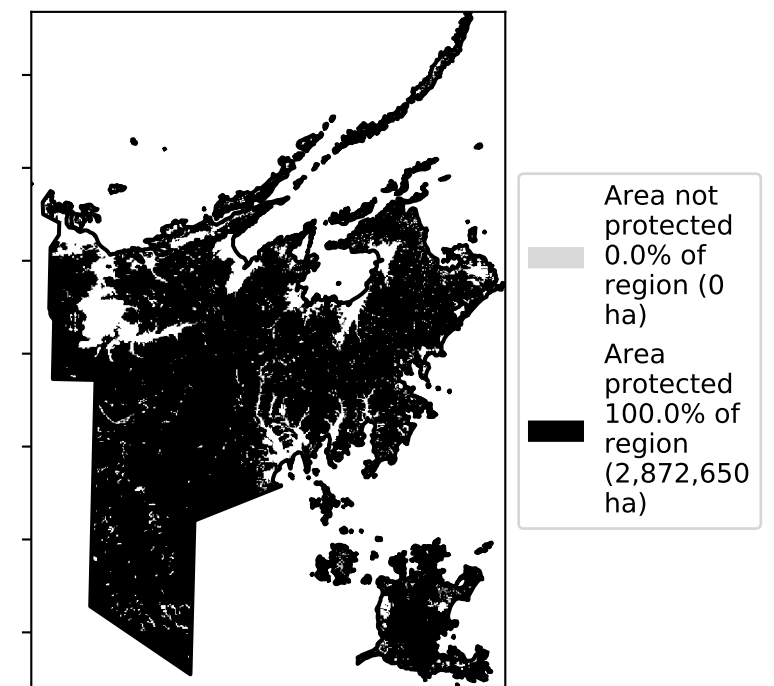 Area not
protected
0.0% of
region (0
ha)
Area
protected
100.0% of
region
(2,872,650
ha)